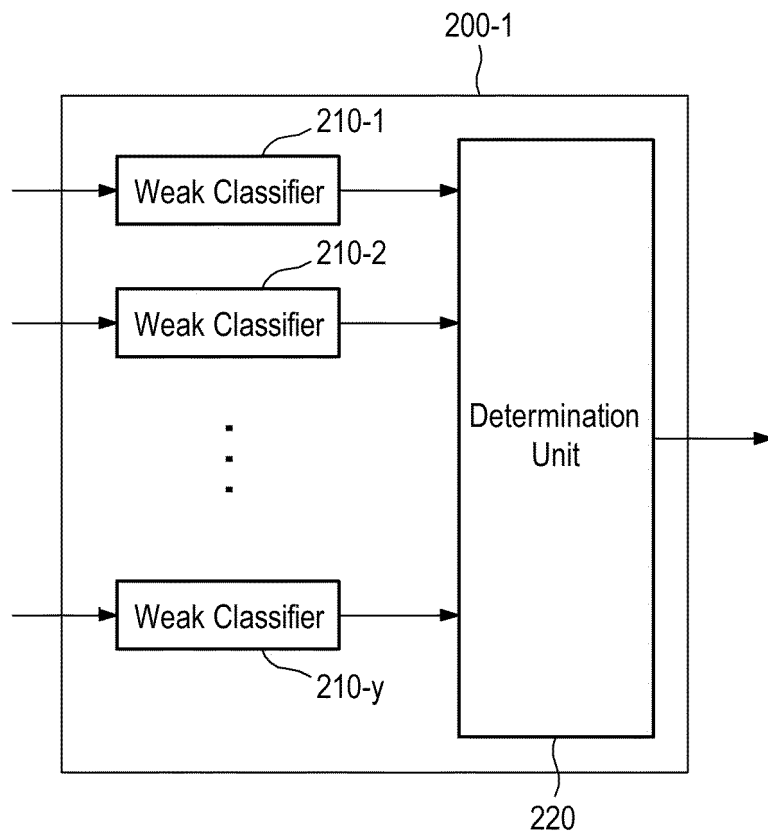 200-1
210-1
Weak Classifier
210-2
Weak Classifier
Determination
Unit
Weak Classifier
210-y
220